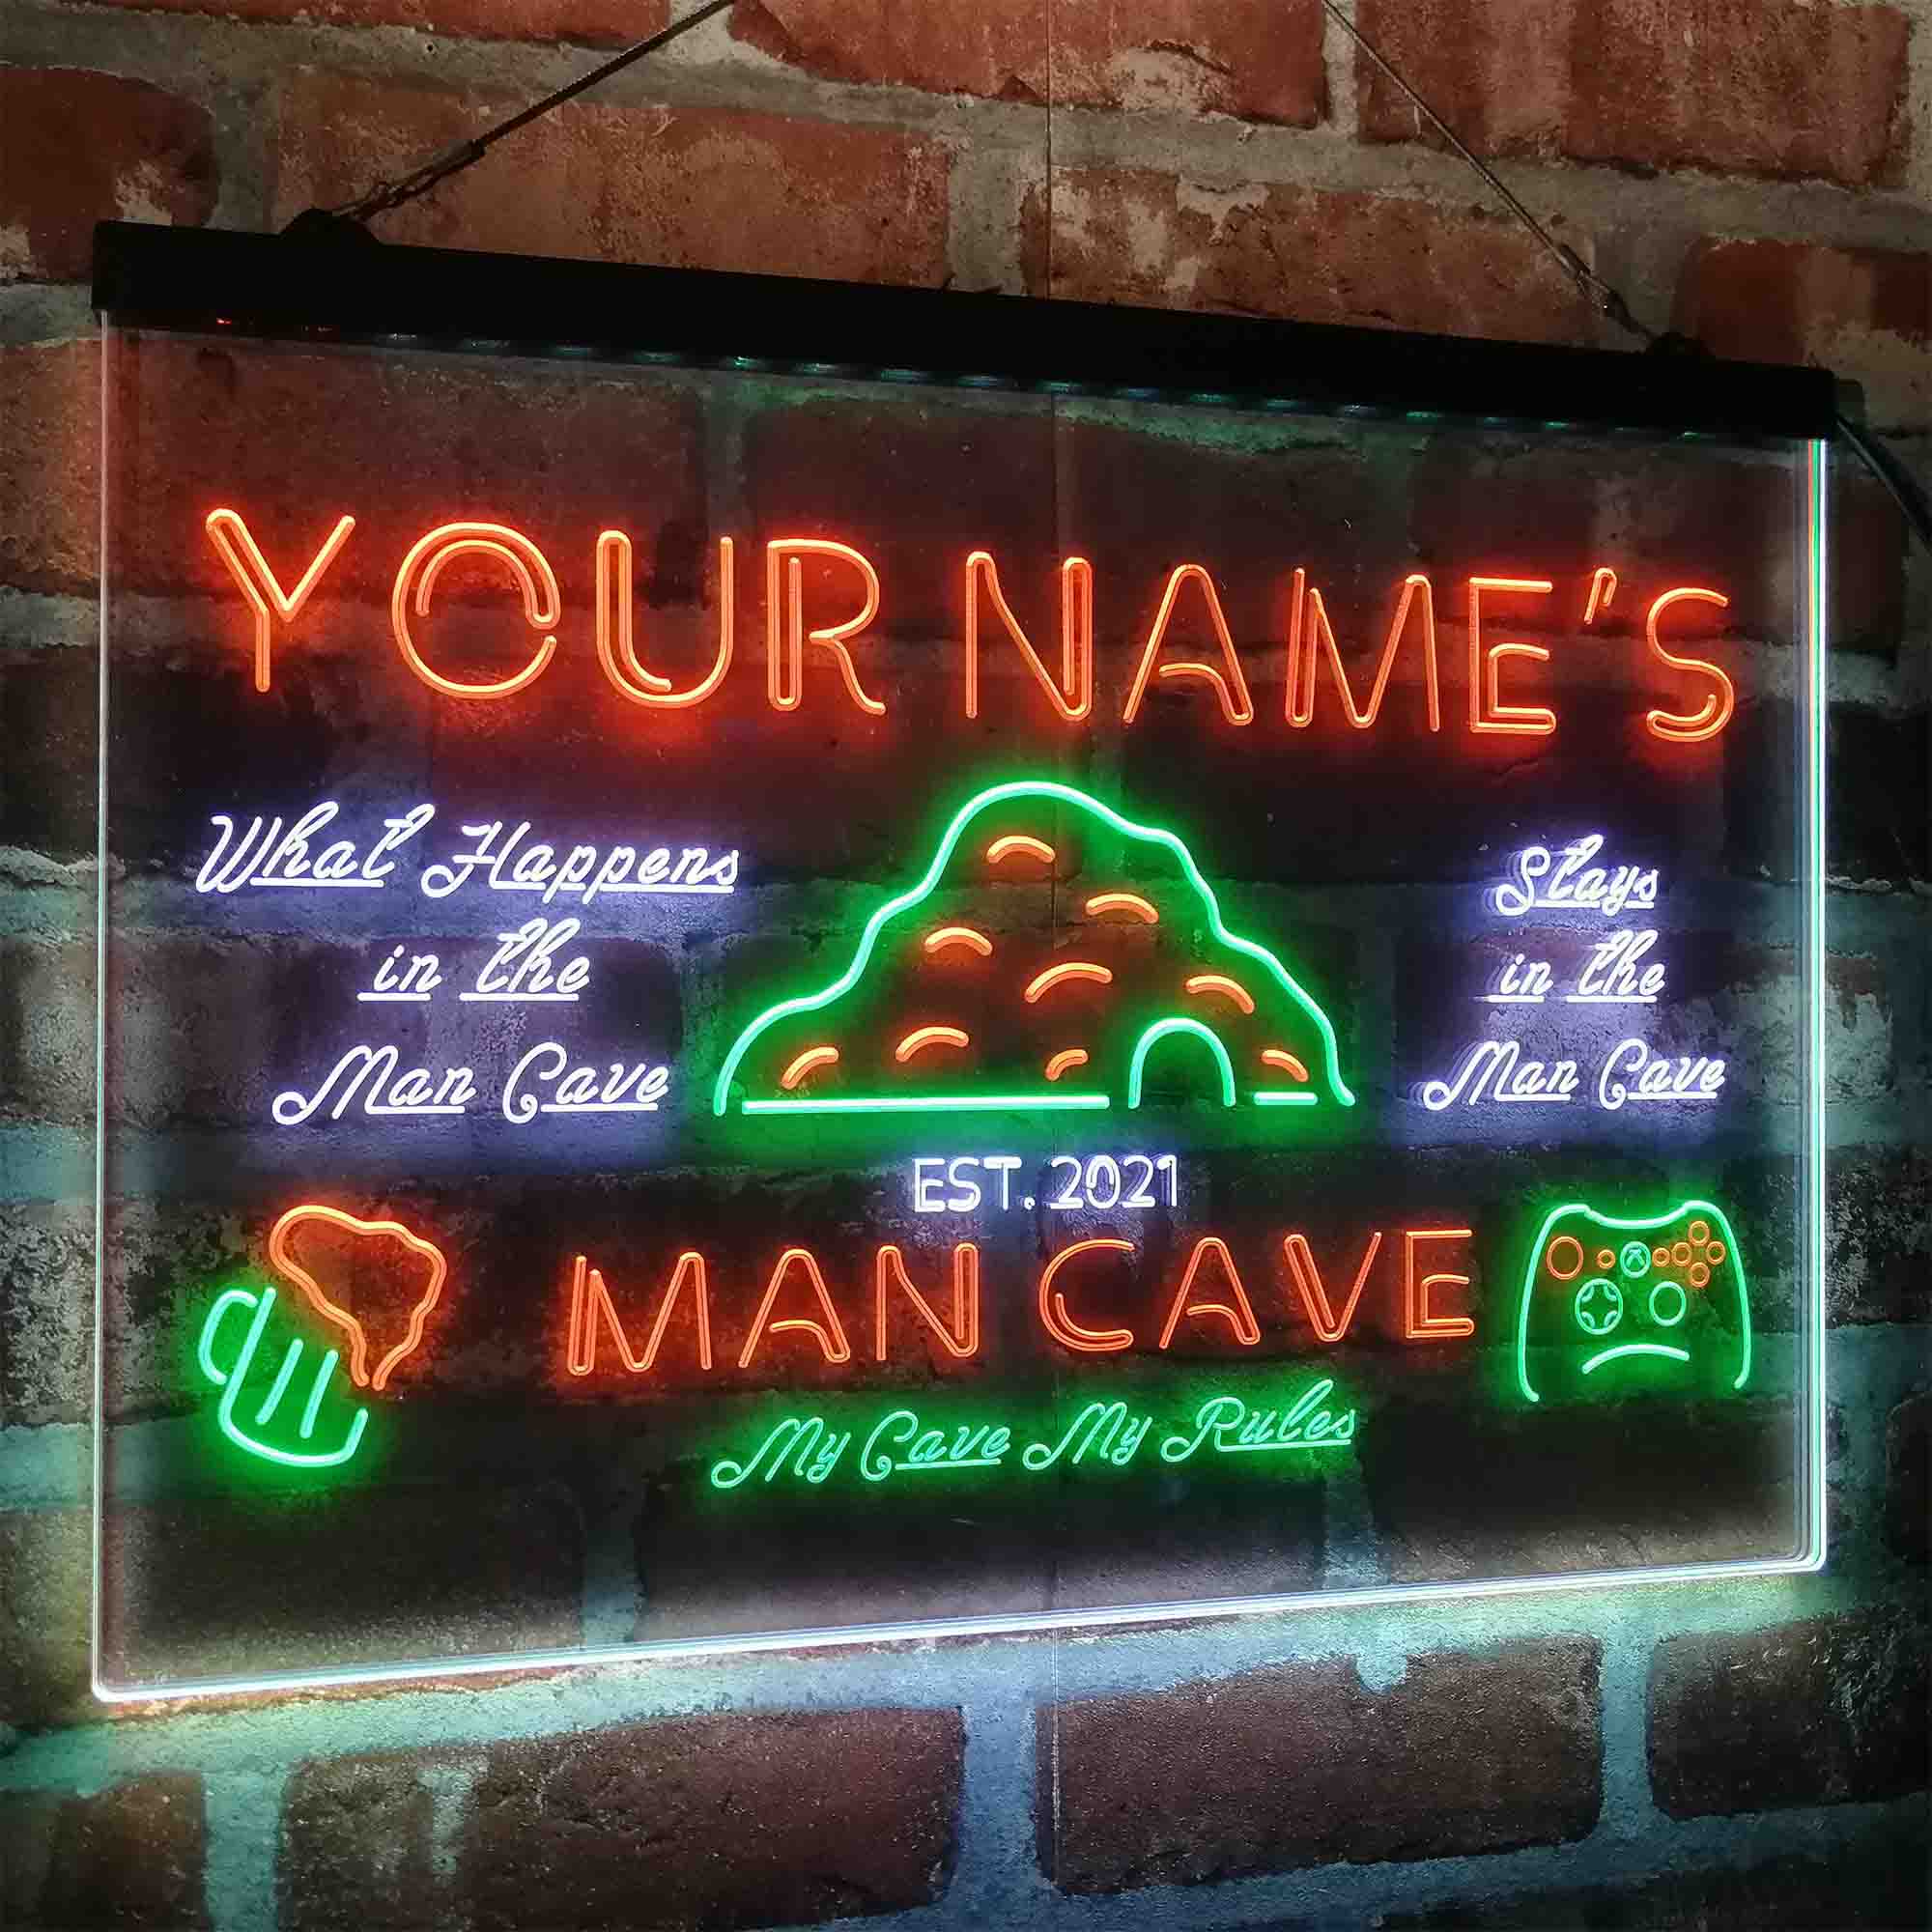 YOUR NAME'S
What Happens
in the
Man Cave
Stays
in the
Man Cave
EST. 2021
MAN CAVE
My Cave My Rules